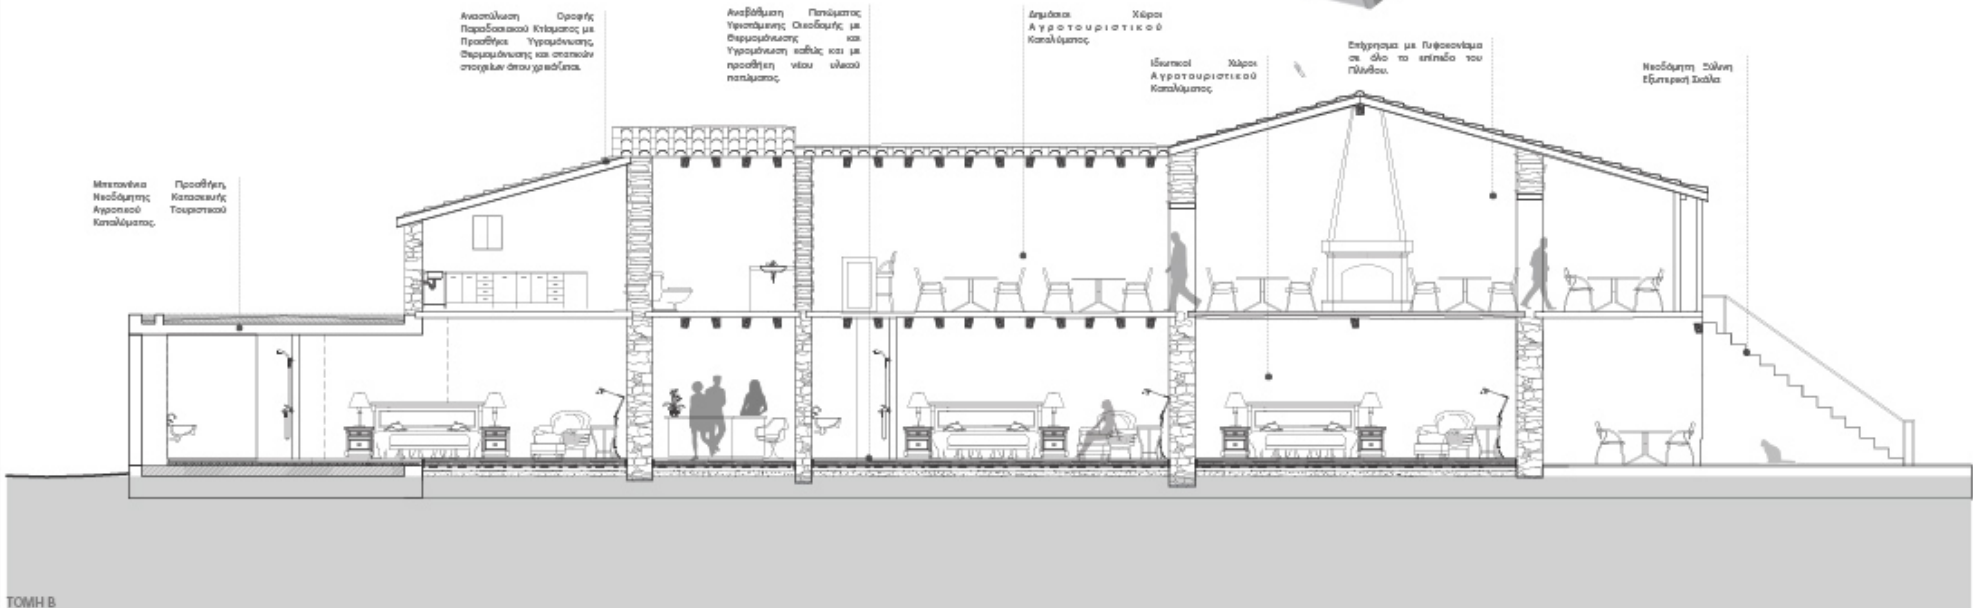 Αναστύλωση Οροφής
Παραδοσιακού Κτίσματος με
Προσθήκη Υγρομόνωσης,
Θερμομόνωσης και στατικών
στοιχείων όπου χρειάζεται.
Αναβάθμιση Πατώματος
Υφιστάμενης Οικοδομής με
Θερμομόνωσης και
Υγρομόνωση καθώς και με
προσθήκη νέου υλικού
πατώματος.
Δημόσιοι Χώροι
Αγροτουριστικού
Καταλύματος.
Ιδιωτικοί Χώροι
Αγροτουριστικού
Καταλύματος.
Επίχρησμα με Γυψοκονίαμα
σε όλο το επίπεδο του
Πλίνθου.
Νεοδόμητη Ξύλινη
Εξωτερική Σκάλα
Μπετονένια Προσθήκη,
Νεοδόμητης Κατασκευής
Αγροτικού Τουριστικού
Καταλύματος.
ΤΟΜΗ Β